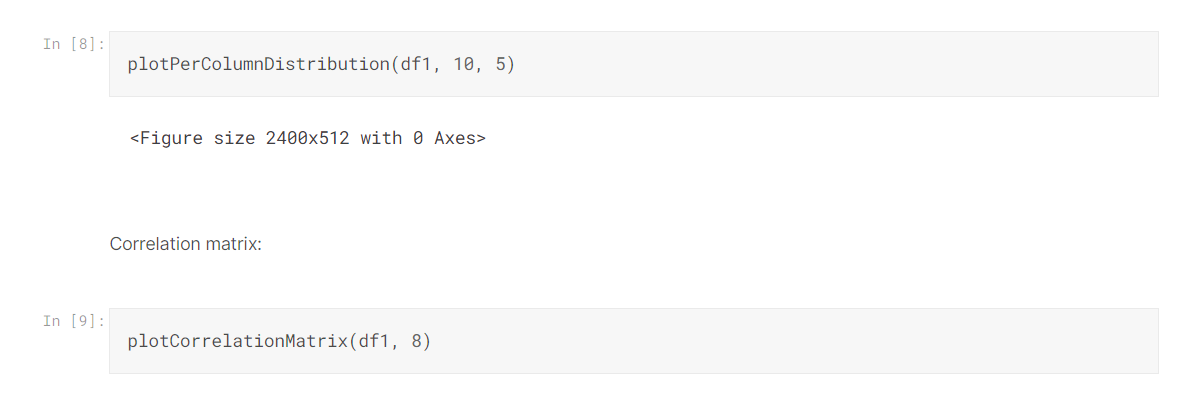 In [8]:
plotPerColumnDistribution(df1, 10, 5)
<Figure size 2400x512 with 0 Axes>
Correlation matrix:
In [9]:
plotCorrelationMatrix(df1, 8)